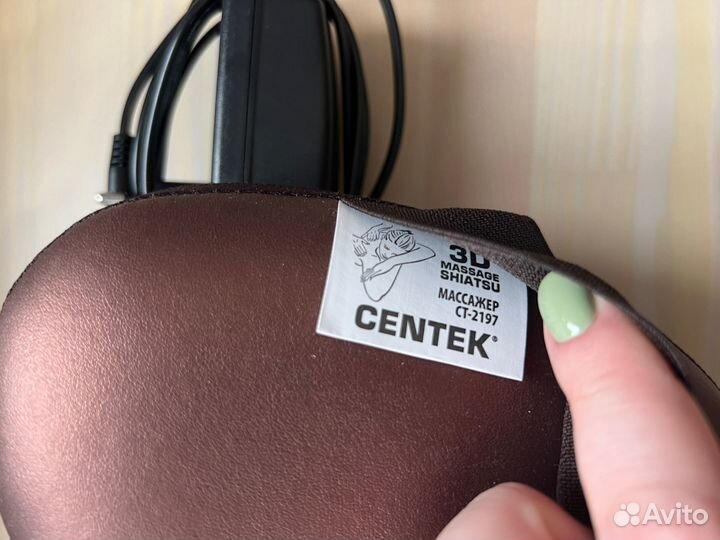 3D
MASSAGE
SHIATSU
МАССАЖЕР
CT-2197
CENTEK®
Avito